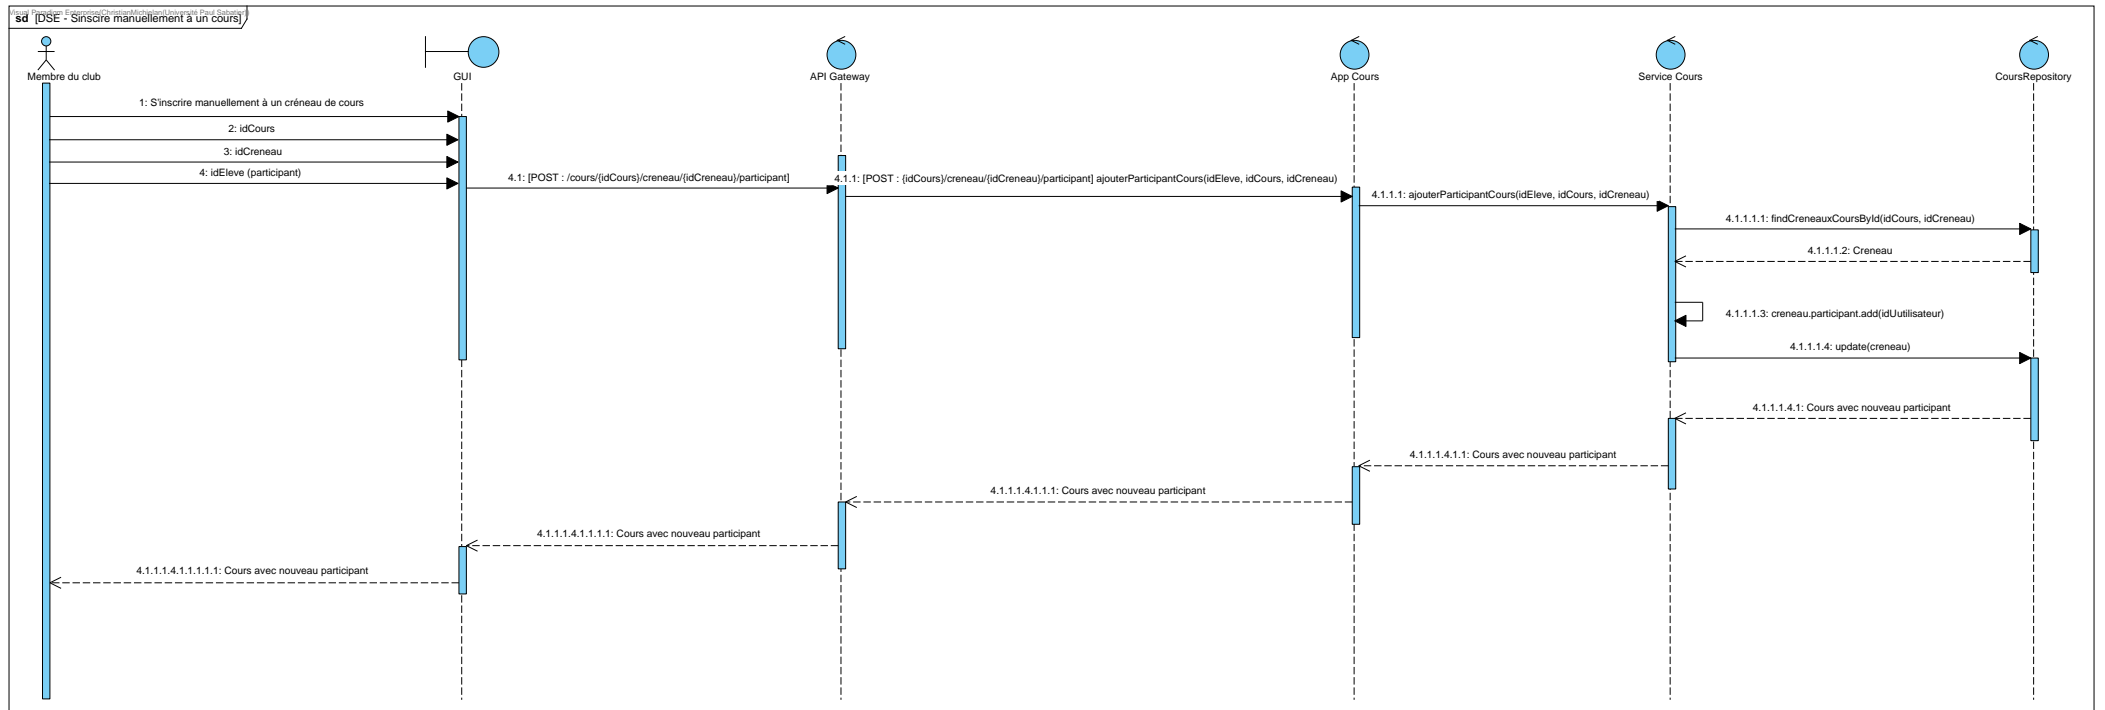 Visual Paradigm Enterprise(ChristianMichelan(Université Paul Sabatier))
sd [DSE - Sinscire manuellement à un cours]
Membre du club
GUI
API Gateway
App Cours
Service Cours
CoursRepository
1: S'inscrire manuellement à un créneau de cours
2: idCours
3: idCreneau
4: idEleve (participant)
4.1: [POST : /cours/{idCours}/creneau/{idCreneau}/participant]
4.1.1: [POST : {idCours}/creneau/{idCreneau}/participant] ajouterParticipantCours(idEleve, idCours, idCreneau)
4.1.1.1: ajouterParticipantCours(idEleve, idCours, idCreneau)
4.1.1.1.1: findCreneauxCoursById(idCours, idCreneau)
4.1.1.1.2: Creneau
4.1.1.1.3: creneau.participant.add(idUutilisateur)
4.1.1.1.4: update(creneau)
4.1.1.1.4.1: Cours avec nouveau participant
4.1.1.1.4.1.1: Cours avec nouveau participant
4.1.1.1.4.1.1.1: Cours avec nouveau participant
4.1.1.1.4.1.1.1.1: Cours avec nouveau participant
4.1.1.1.4.1.1.1.1.1: Cours avec nouveau participant